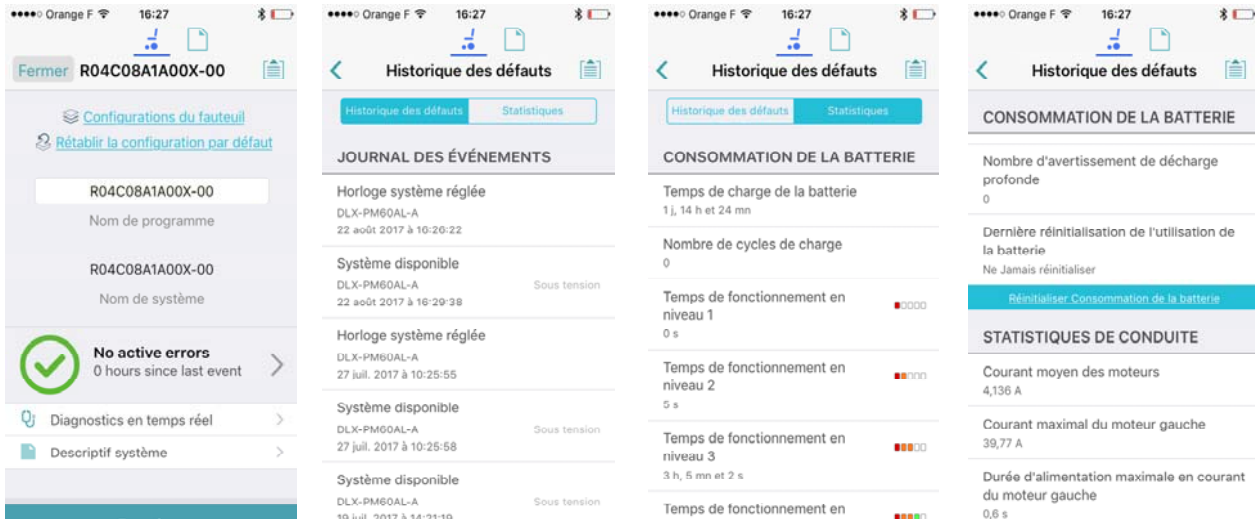 Orange F 16:27
Fermer R04C08A1A00X-00
Configurations du fauteuil
Rétablir la configuration par défaut
R04C08A1A00X-00
Nom de programme
R04C08A1A00X-00
Nom de système
No active errors
0 hours since last event
Diagnostics en temps réel
Descriptif système
Orange F 16:27
Historique des défauts
Historique des défauts Statistiques
JOURNAL DES ÉVÉNEMENTS
Horloge système réglée
DLX-PM60AL-A
22 août 2017 à 16:26:22
Système disponible
DLX-PM60AL-A Sous tension
22 août 2017 à 16:29:38
Horloge système réglée
DLX-PM60AL-A
27 juil. 2017 à 10:25:55
Système disponible
DLX-PM60AL-A Sous tension
27 juil. 2017 à 10:25:58
Système disponible
DLX-PM60AL-A Sous tension
19 juil. 2017 à 14:21:19
Orange F 16:27
Historique des défauts
Historique des défauts Statistiques
CONSOMMATION DE LA BATTERIE
Temps de charge de la batterie
1 j, 14 h et 24 mn
Nombre de cycles de charge
0
Temps de fonctionnement en
niveau 1
0 s
Temps de fonctionnement en
niveau 2
5 s
Temps de fonctionnement en
niveau 3
3 h, 5 mn et 2 s
Temps de fonctionnement en
Orange F 16:27
Historique des défauts
CONSOMMATION DE LA BATTERIE
Nombre d'avertissement de décharge
profonde
0
Dernière réinitialisation de l'utilisation de
la batterie
Ne Jamais réinitialiser
Réinitialiser Consommation de la batterie
STATISTIQUES DE CONDUITE
Courant moyen des moteurs
4,136 A
Courant maximal du moteur gauche
39,77 A
Durée d'alimentation maximale en courant
du moteur gauche
0,6 s